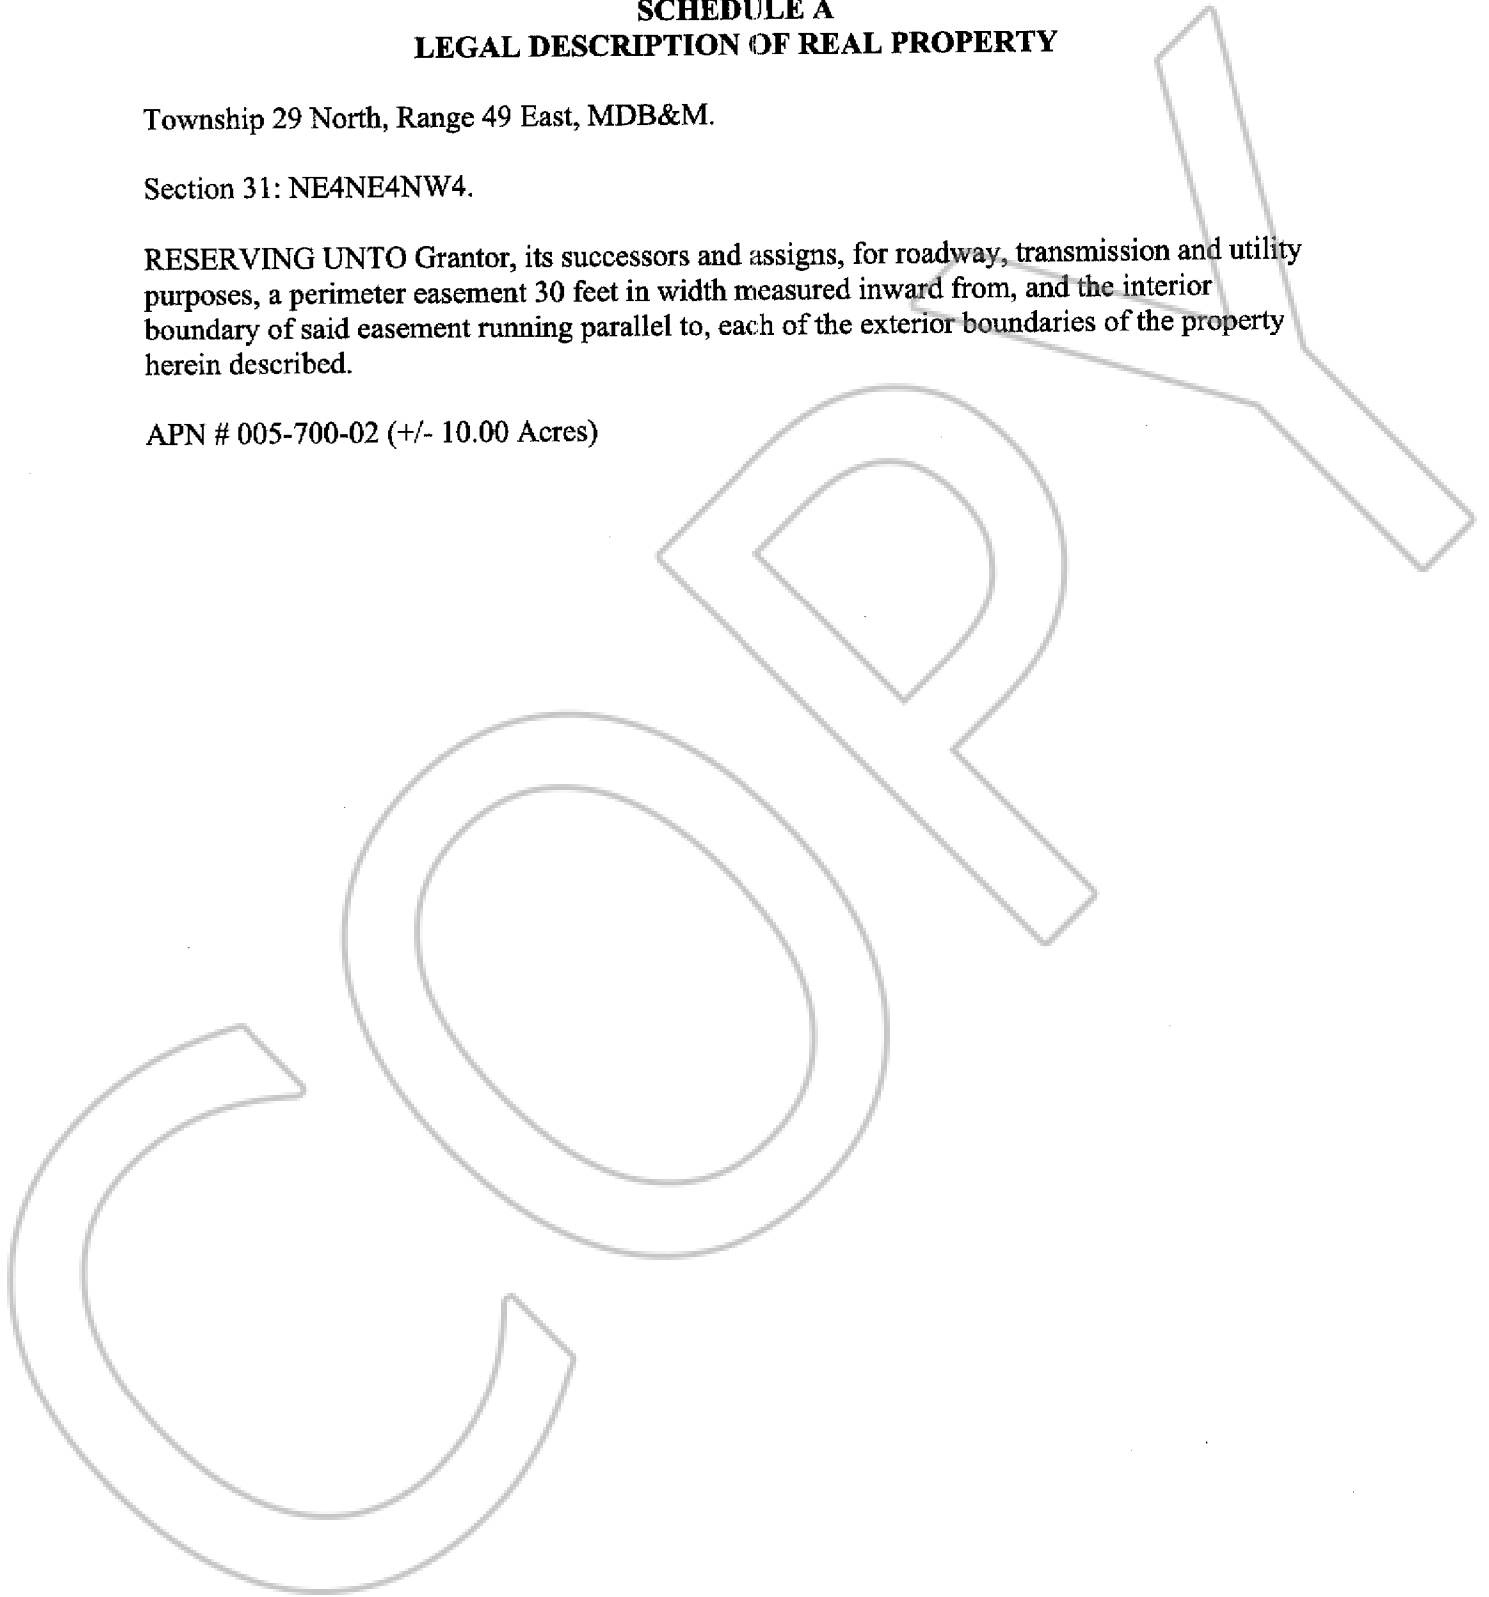 SCHEDULE A
LEGAL DESCRIPTION OF REAL PROPERTY
Township 29 North, Range 49 East, MDB&M.
Section 31: NE4NE4NW4.
RESERVING UNTO Grantor, its successors and assigns, for roadway, transmission and utility
purposes, a perimeter easement 30 feet in width measured inward from, and the interior
boundary of said easement running parallel to, each of the exterior boundaries of the property
herein described.
APN # 005-700-02 (+/- 10.00 Acres)
COPY